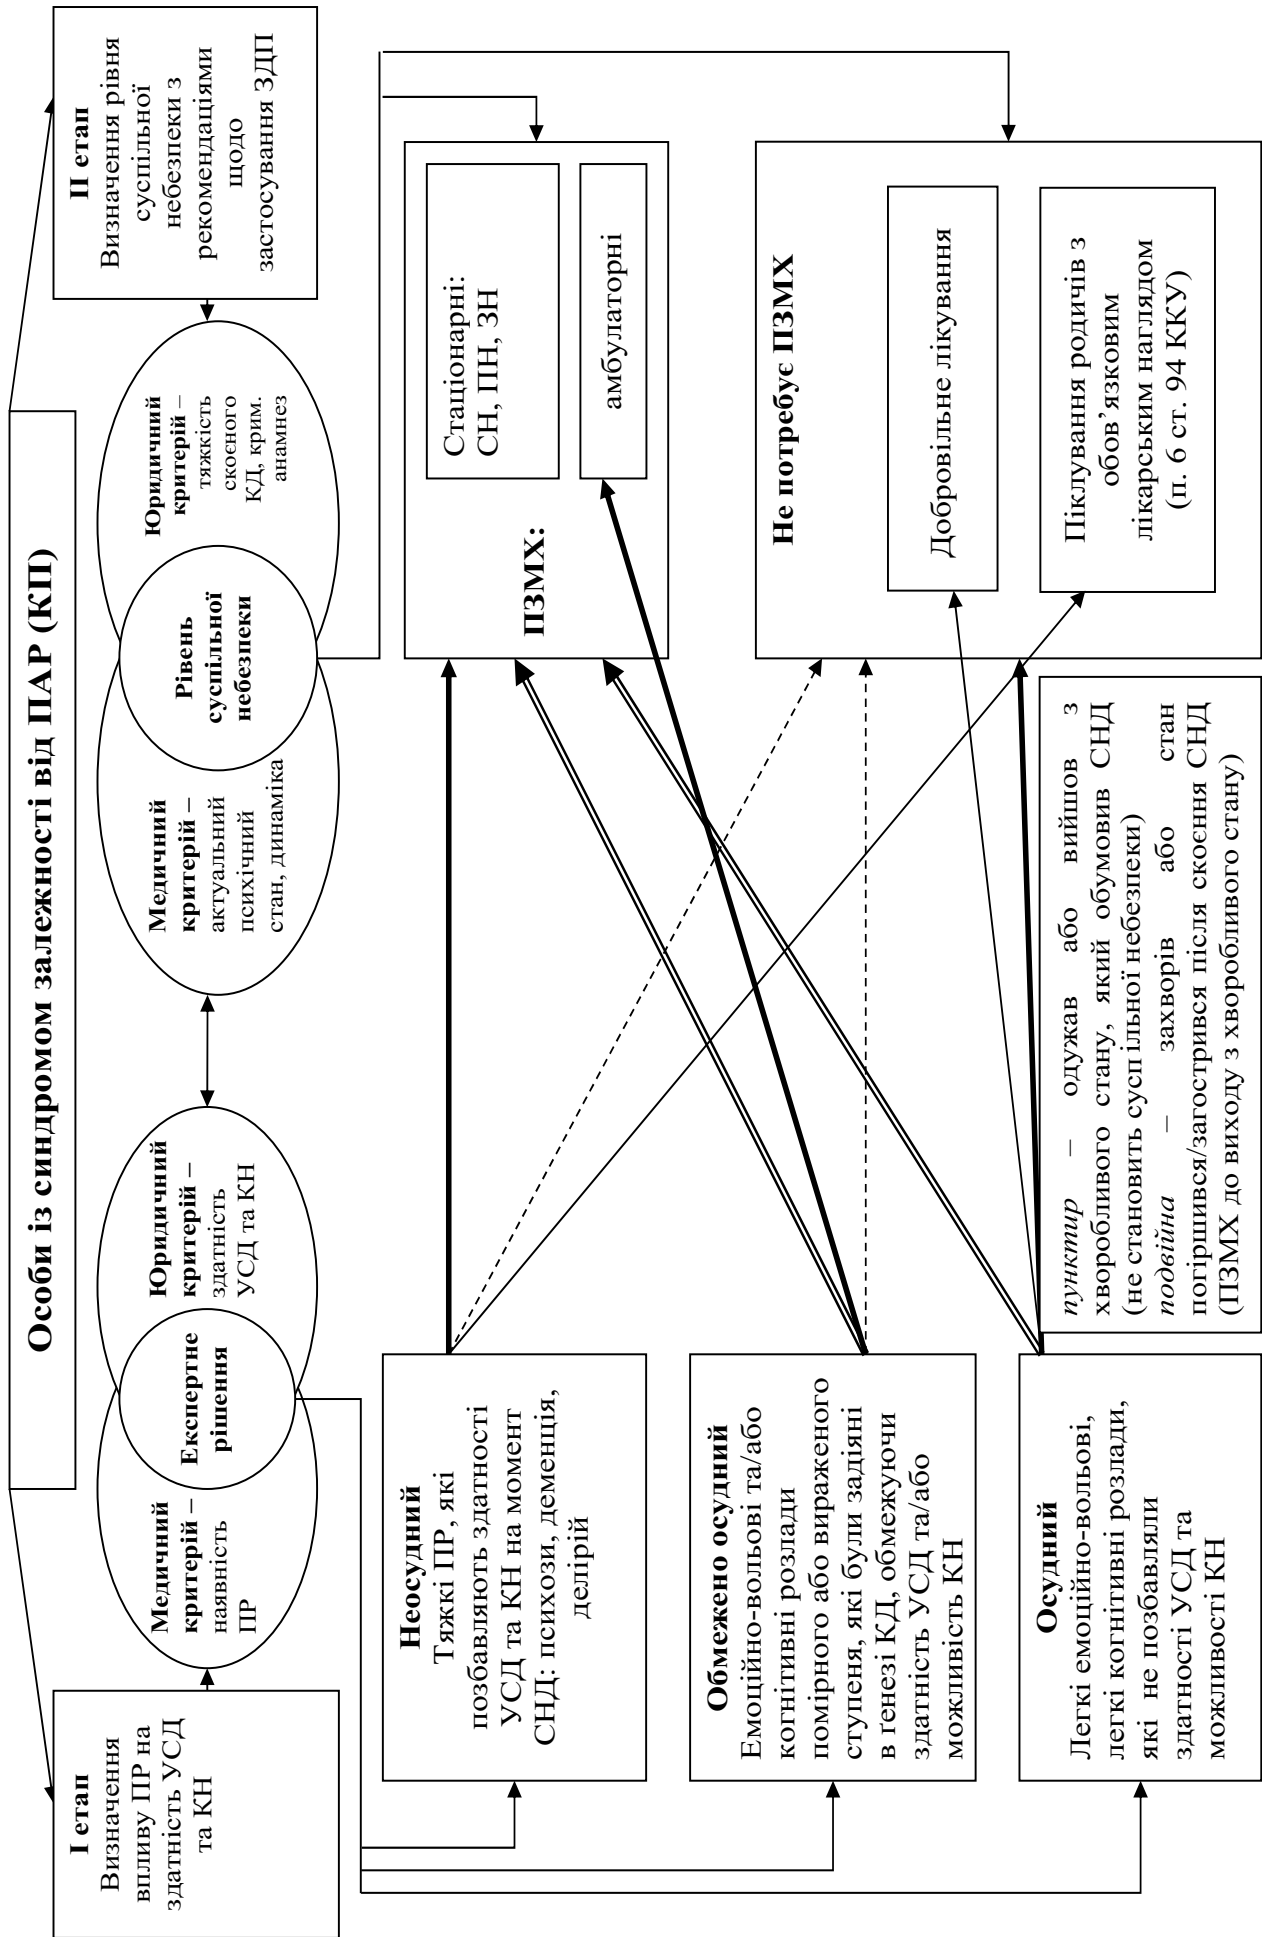 Особи із синдромом залежності від ПАР (КП)
І етап
Визначення
впливу ПР на
здатність УСД
та КН
Медичний
критерій –
наявність
ПР
Експертне
рішення
Юридичний
критерій –
здатність
УСД та КН
Медичний
критерій –
актуальний
психічний
стан, динаміка
Рівень
суспільної
небезпеки
Юридичний
критерій –
тяжкість
скоєного
КД, крим.
анамнез
ІІ етап
Визначення рівня
суспільної
небезпеки з
рекомендаціями
щодо
застосування ЗДП
Неосудний
Тяжкі ПР, які
позбавляють здатності
УСД та КН на момент
СНД: психози, деменція,
делірій
Обмежено осудний
Емоційно-вольові та/або
когнітивні розлади
помірного або вираженого
ступеня, які були задіяні
в ґенезі КД, обмежуючи
здатність УСД та/або
можливість КН
Осудний
Легкі емоційно-вольові,
легкі когнітивні розлади,
які не позбавляли
здатності УСД та
можливості КН
ПЗМХ:
Стаціонарні:
СН, ПН, ЗН
амбулаторні
Не потребує ПЗМХ
Добровільне лікування
Піклування родичів з
обов’язковим
лікарським наглядом
(п. 6 ст. 94 ККУ)
пунктир – одужав або вийшов з
хворобливого стану, який обумовив СНД
(не становить сусп ільної небезпеки)
подвійна – захворів або стан
погіршився/загострився після скоєння СНД
(ПЗМХ до виходу з хворобливого стану)